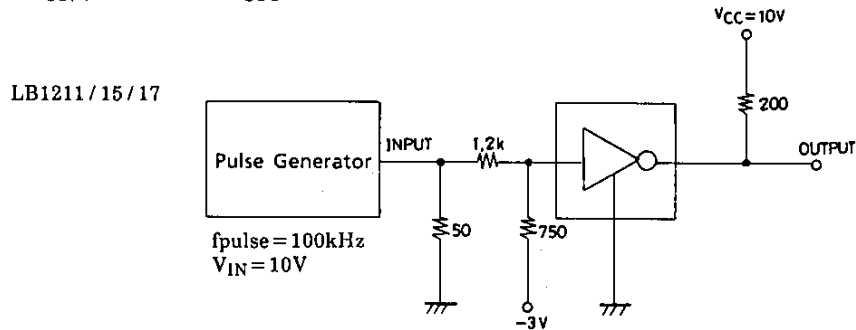 VCC=10V
LB1211/15/17
200
INPUT
1,2k
OUTPUT
Pulse Generator
50
750
fpulse=100kHz
VIN=10V
-3V